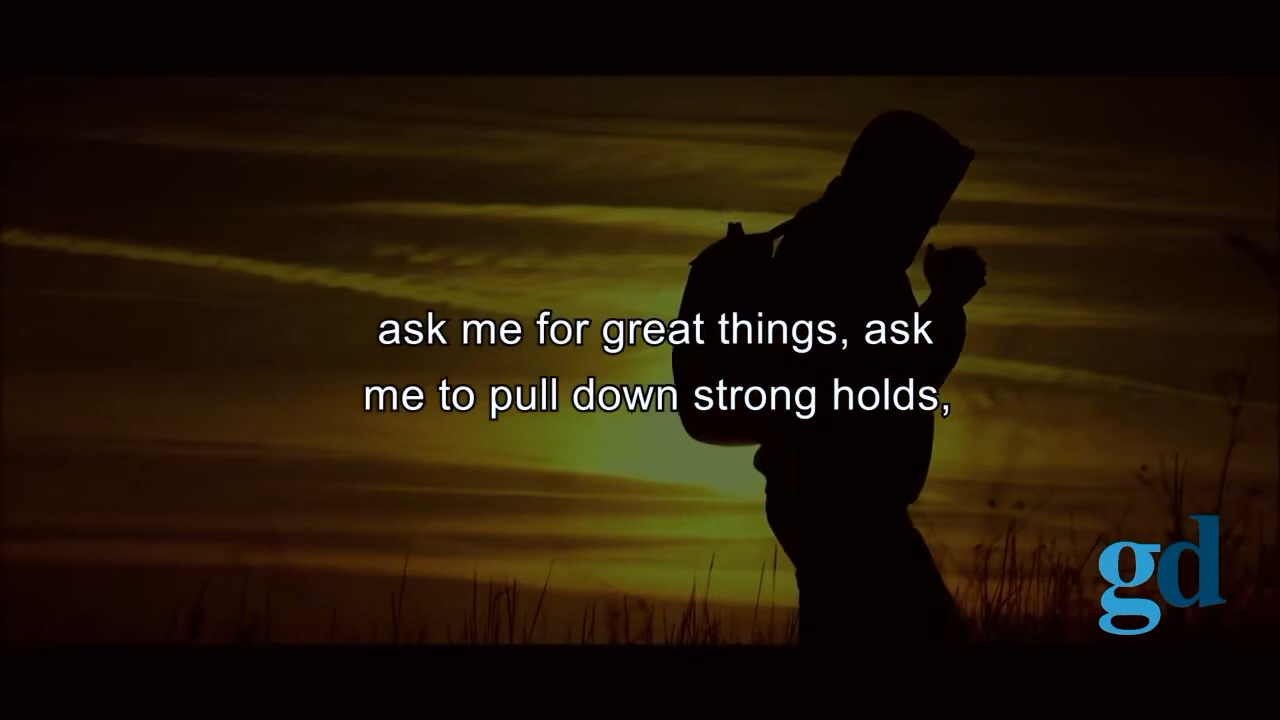 ask me for great things, ask
me to pull down strong holds,
gd